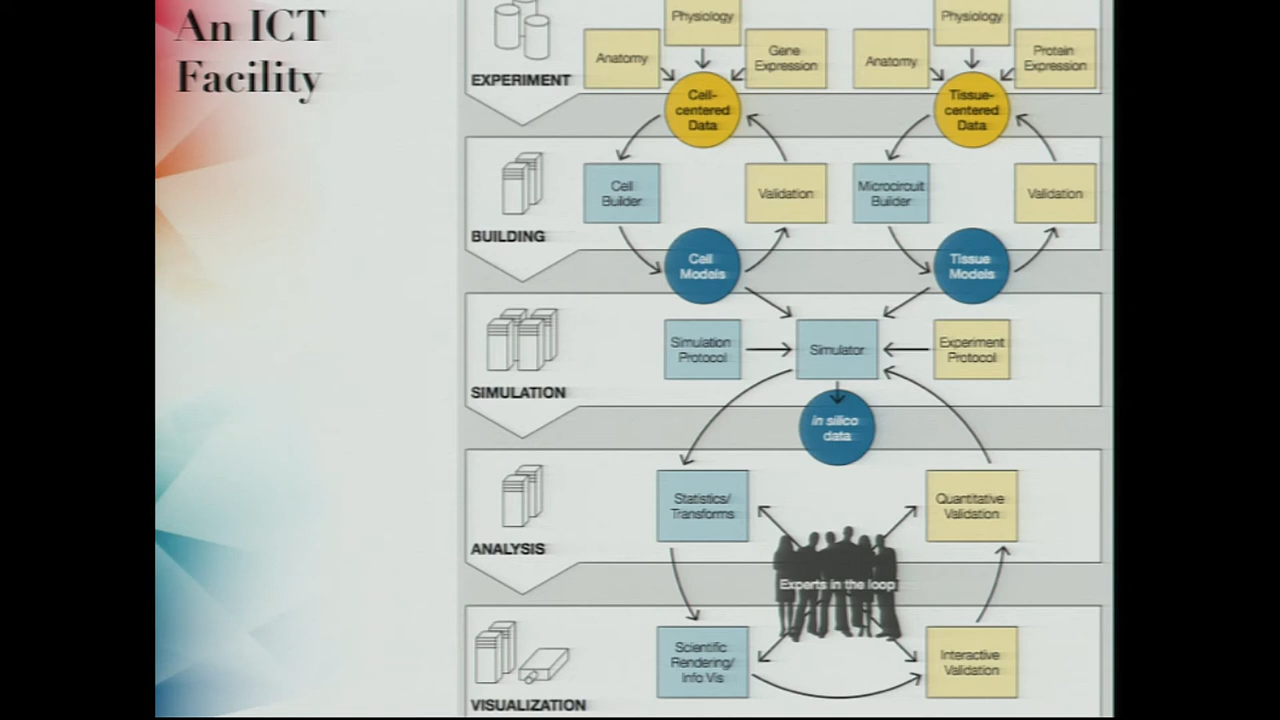 An ICT
Facility
Physiology
Physiology
Anatomy
Gene
Expression
Anatomy
Protein
Expression
EXPERIMENT
Cell-
centered
Data
Tissue-
centered
Data
Cell
Builder
Validation
Microcircuit
Builder
Validation
BUILDING
Cell
Models
Tissue
Models
Simulation
Protocol
Simulator
Experiment
Protocol
SIMULATION
in silico
data
Statistics/
Transforms
Quantitative
Validation
ANALYSIS
Experts in the loop
Scientific
Rendering/
Info Vis
Interactive
Validation
VISUALIZATION